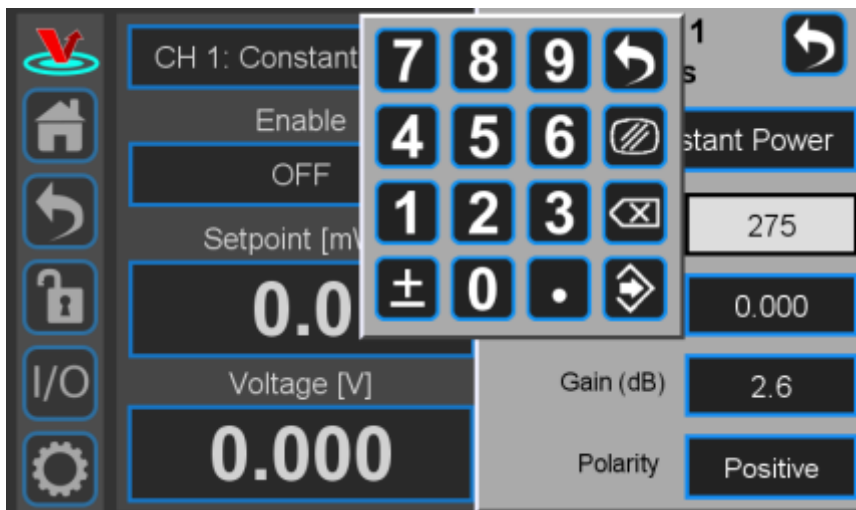 CH 1: Constant
Enable
OFF
Setpoint [mW
0.0
Voltage [V]
0.000
I/O
7 8 9
4 5 6
1 2 3
± 0 .
1
s
stant Power
275
0.000
Gain (dB)
2.6
Polarity
Positive